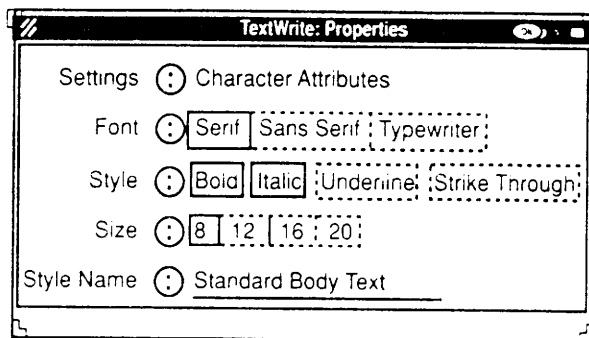 TextWrite: Properties
Settings : Character Attributes
Font : Serif Sans Serif Typewriter
Style : Bold Italic Underline Strike Through
Size : 8 12 16 20
Style Name : Standard Body Text